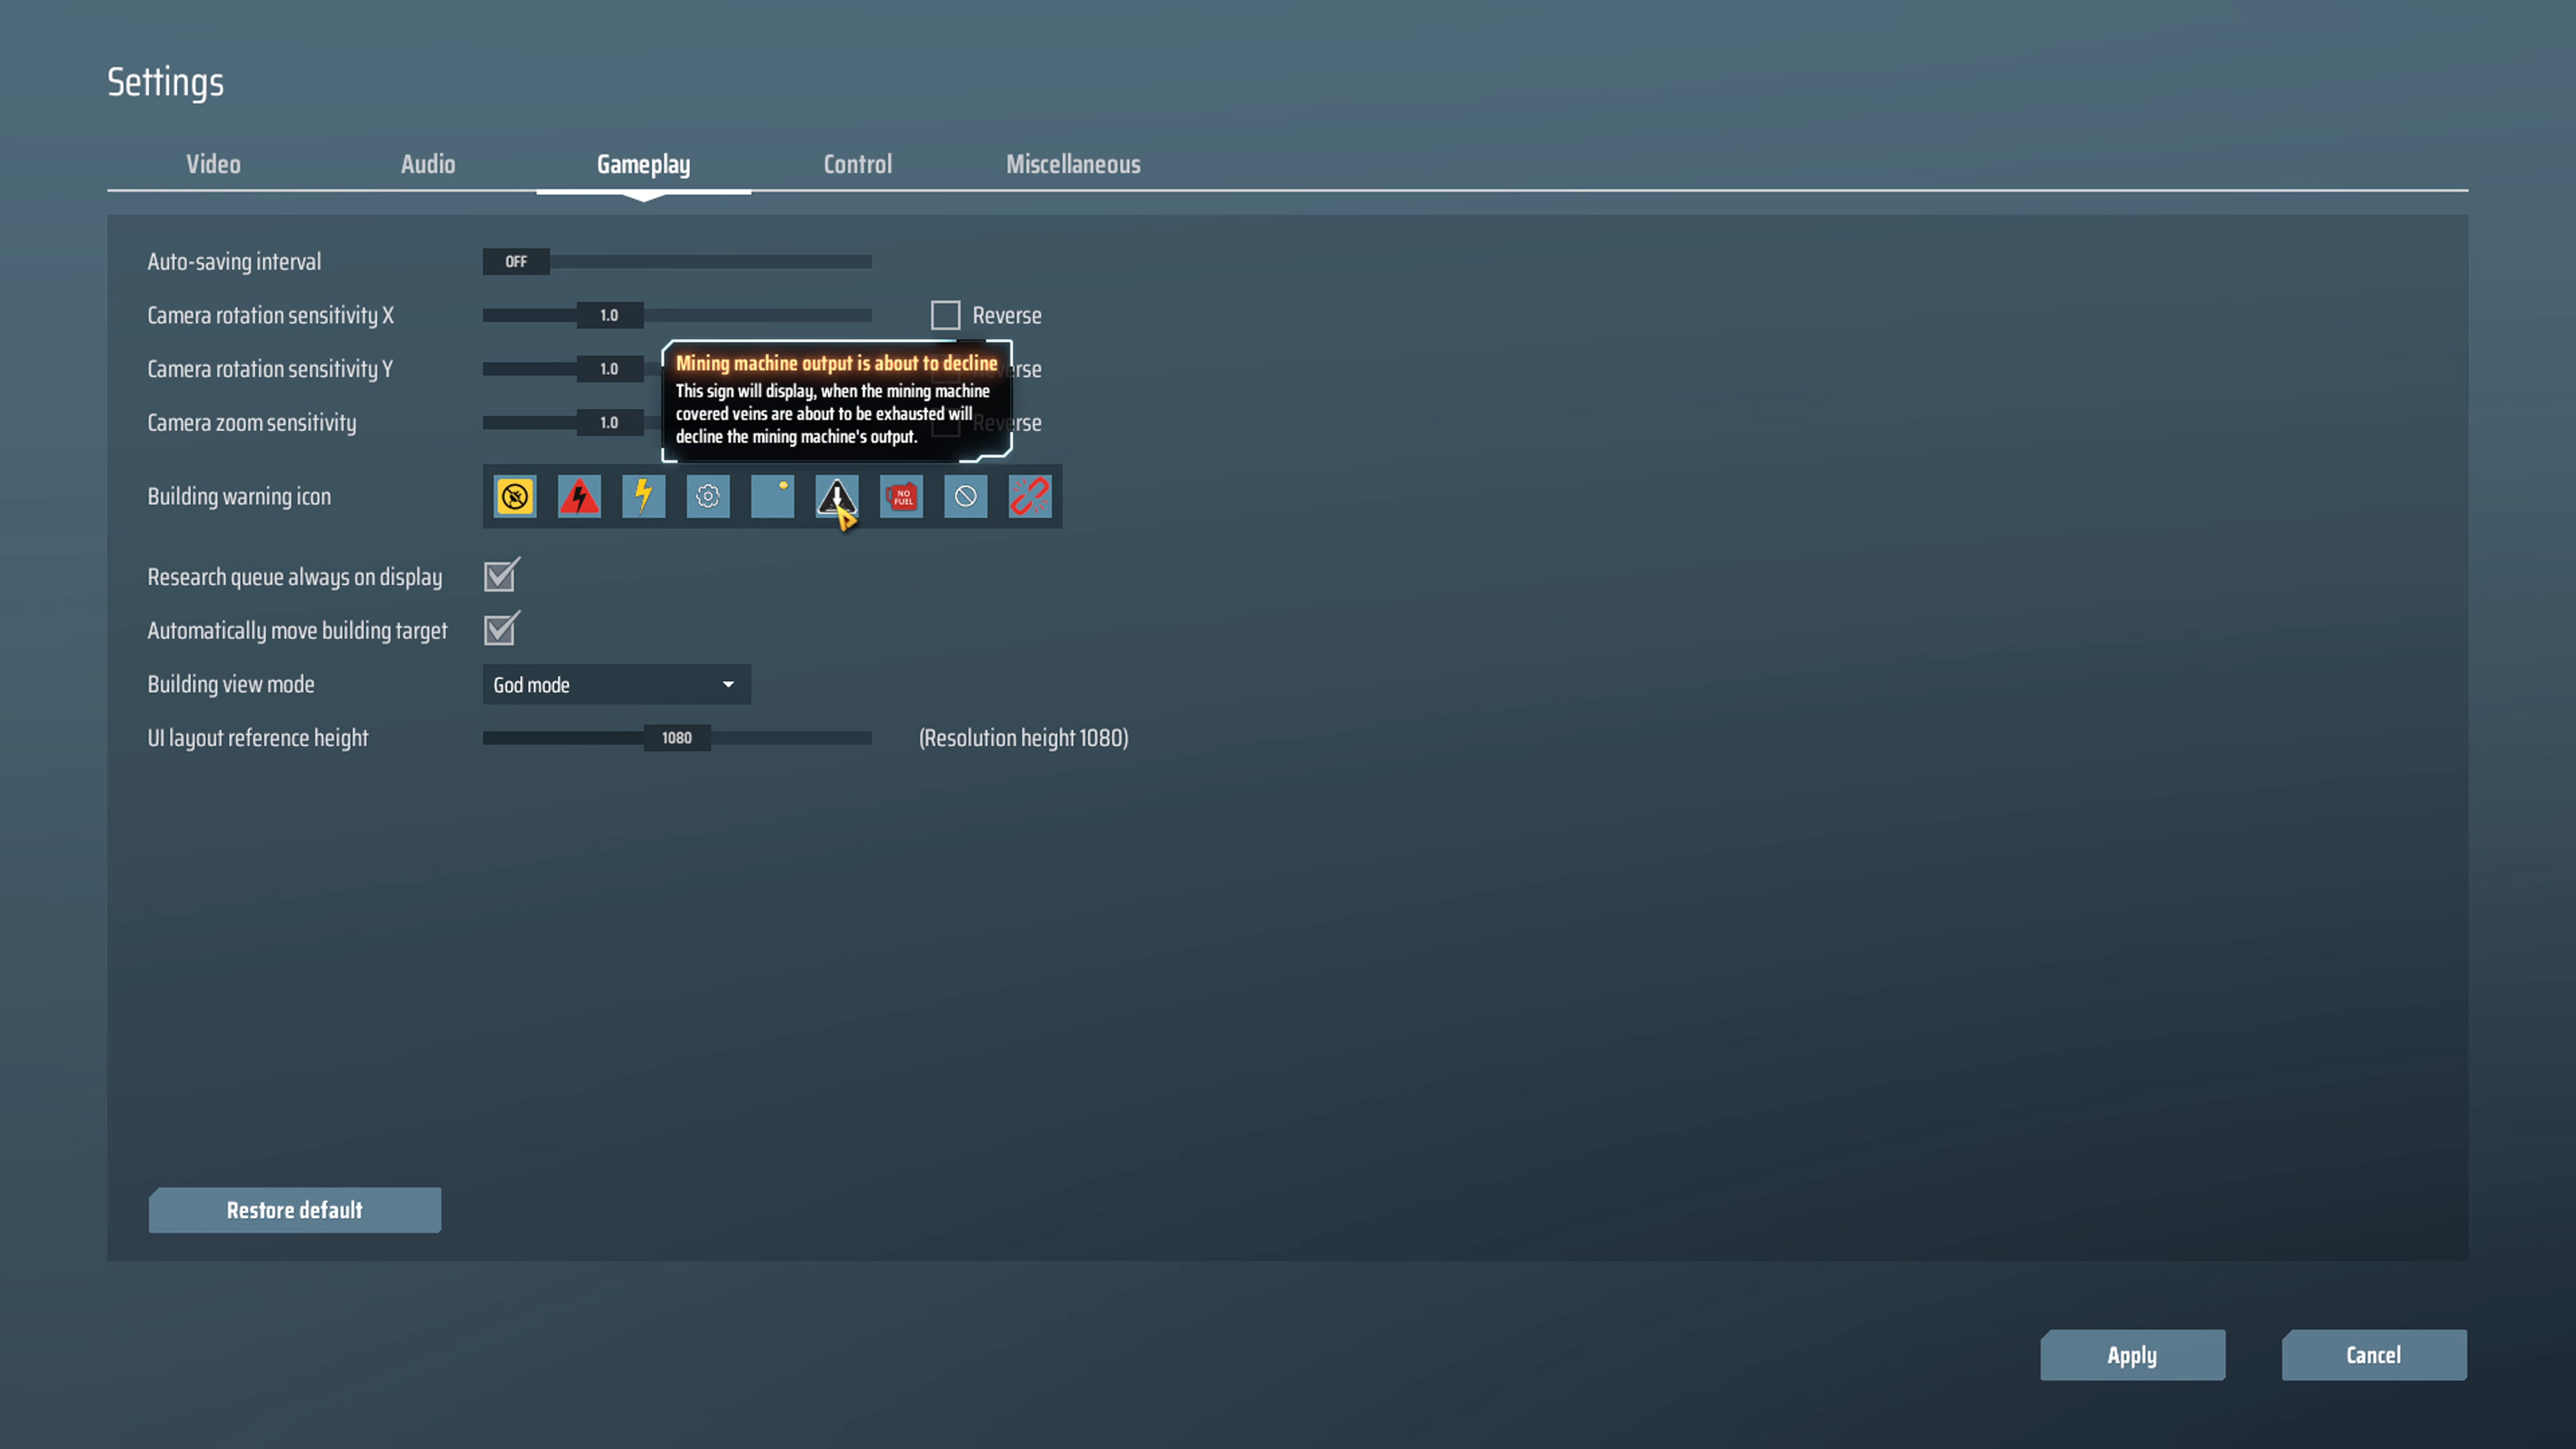 Settings
Video Audio Gameplay Control Miscellaneous
Auto-saving interval OFF
Camera rotation sensitivity X 1.0 Reverse
Camera rotation sensitivity Y 1.0
Mining machine output is about to decline
This sign will display, when the mining machine
covered veins are about to be exhausted will
decline the mining machine's output.
Camera zoom sensitivity 1.0 Reverse
Building warning icon NO FUEL
Research queue always on display
Automatically move building target
Building view mode God mode
UI layout reference height 1080 (Resolution height 1080)
Restore default
Apply Cancel